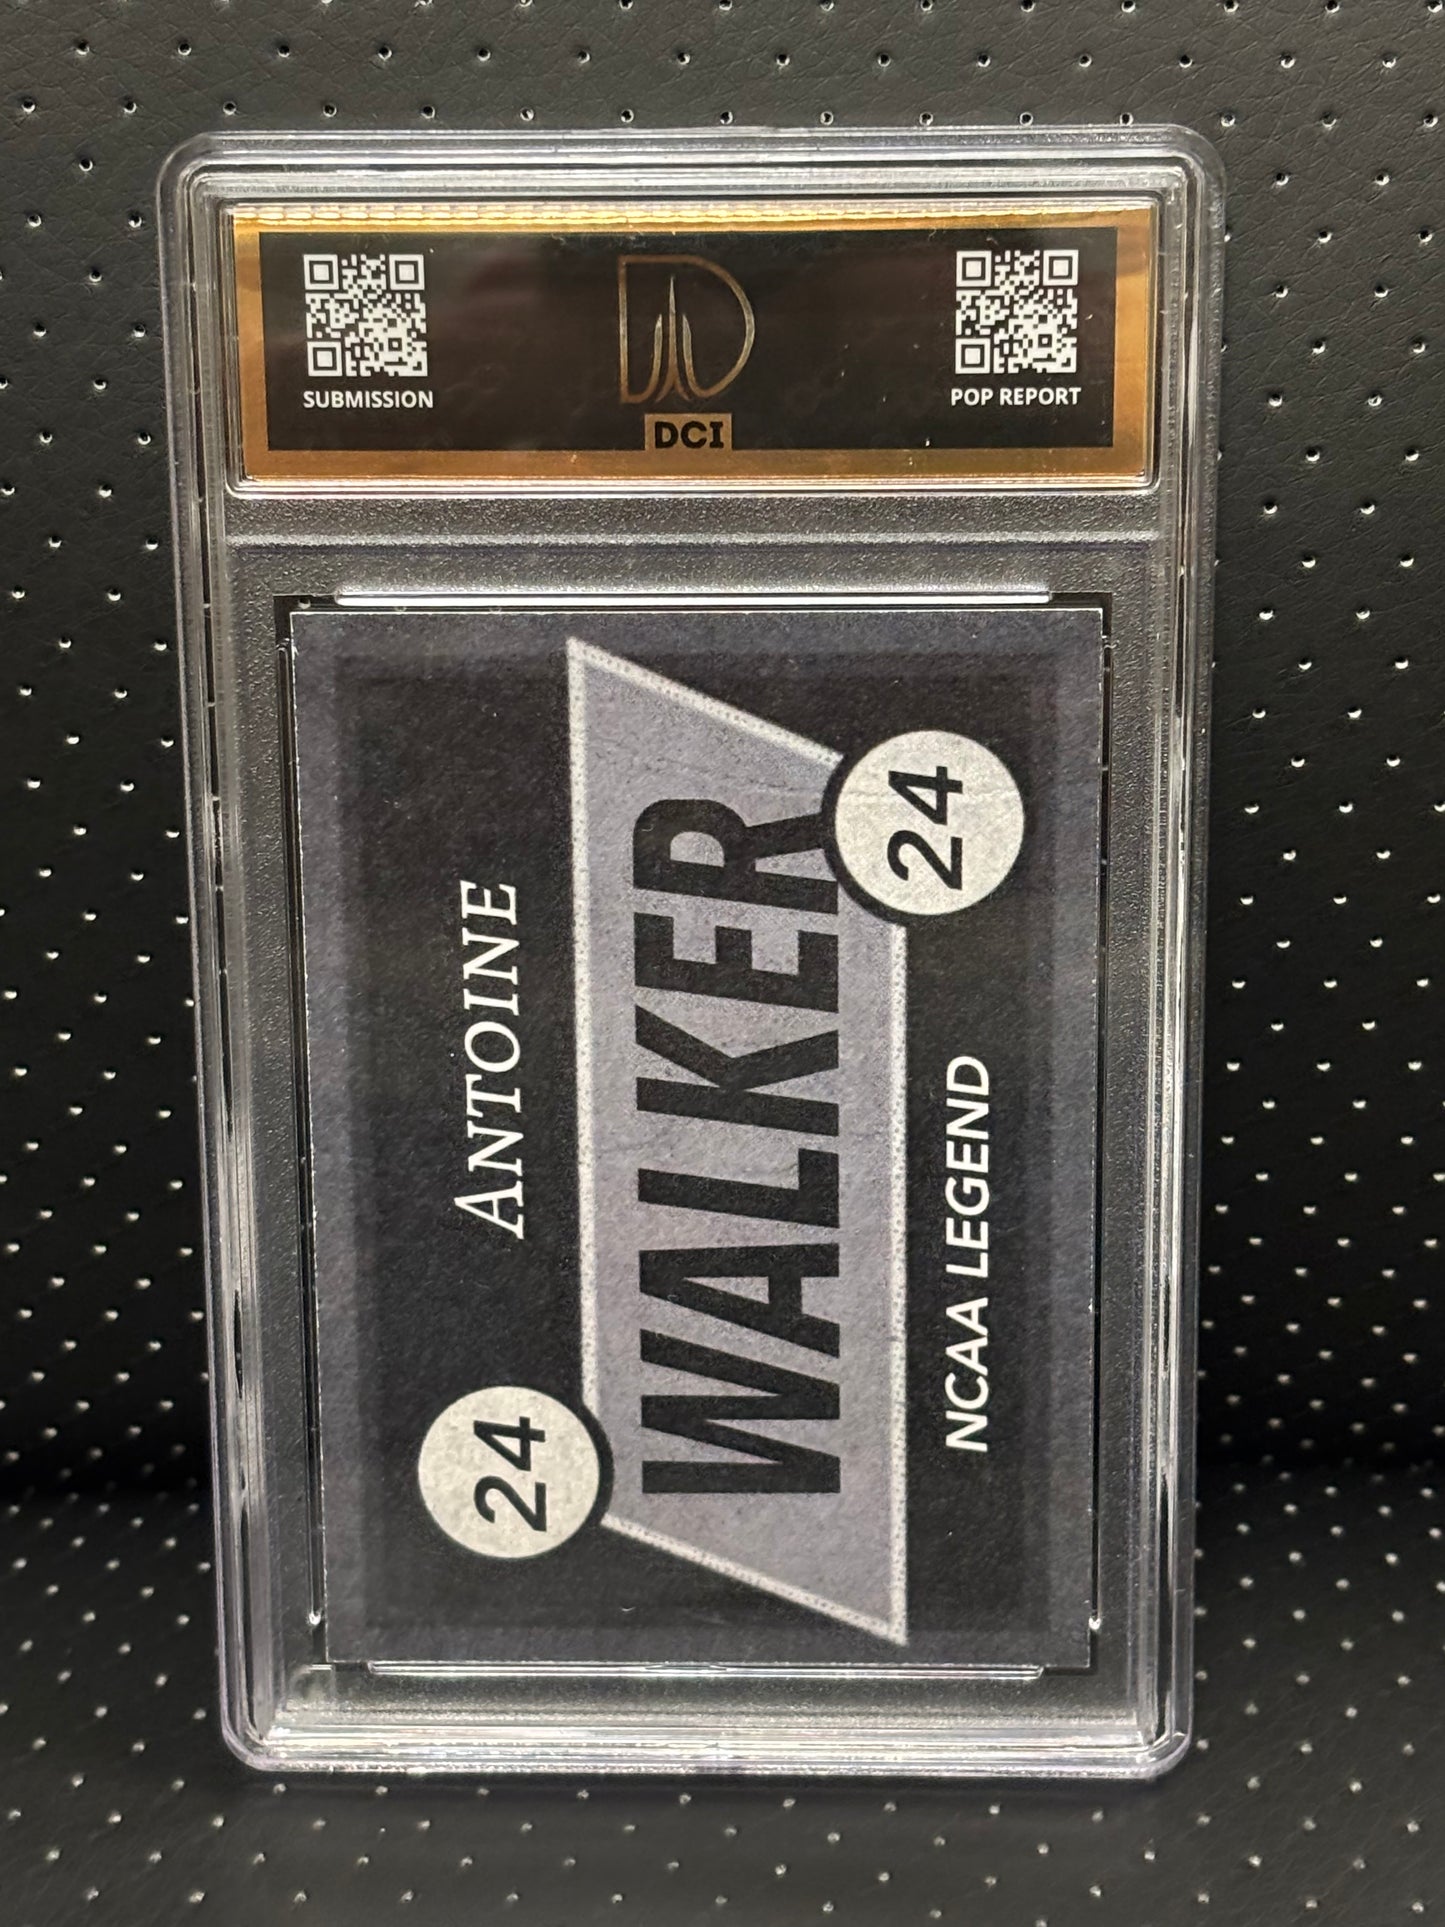 SUBMISSION
DCI
POP REPORT
ANTOINE
24
WALKER
24
NCAA LEGEND